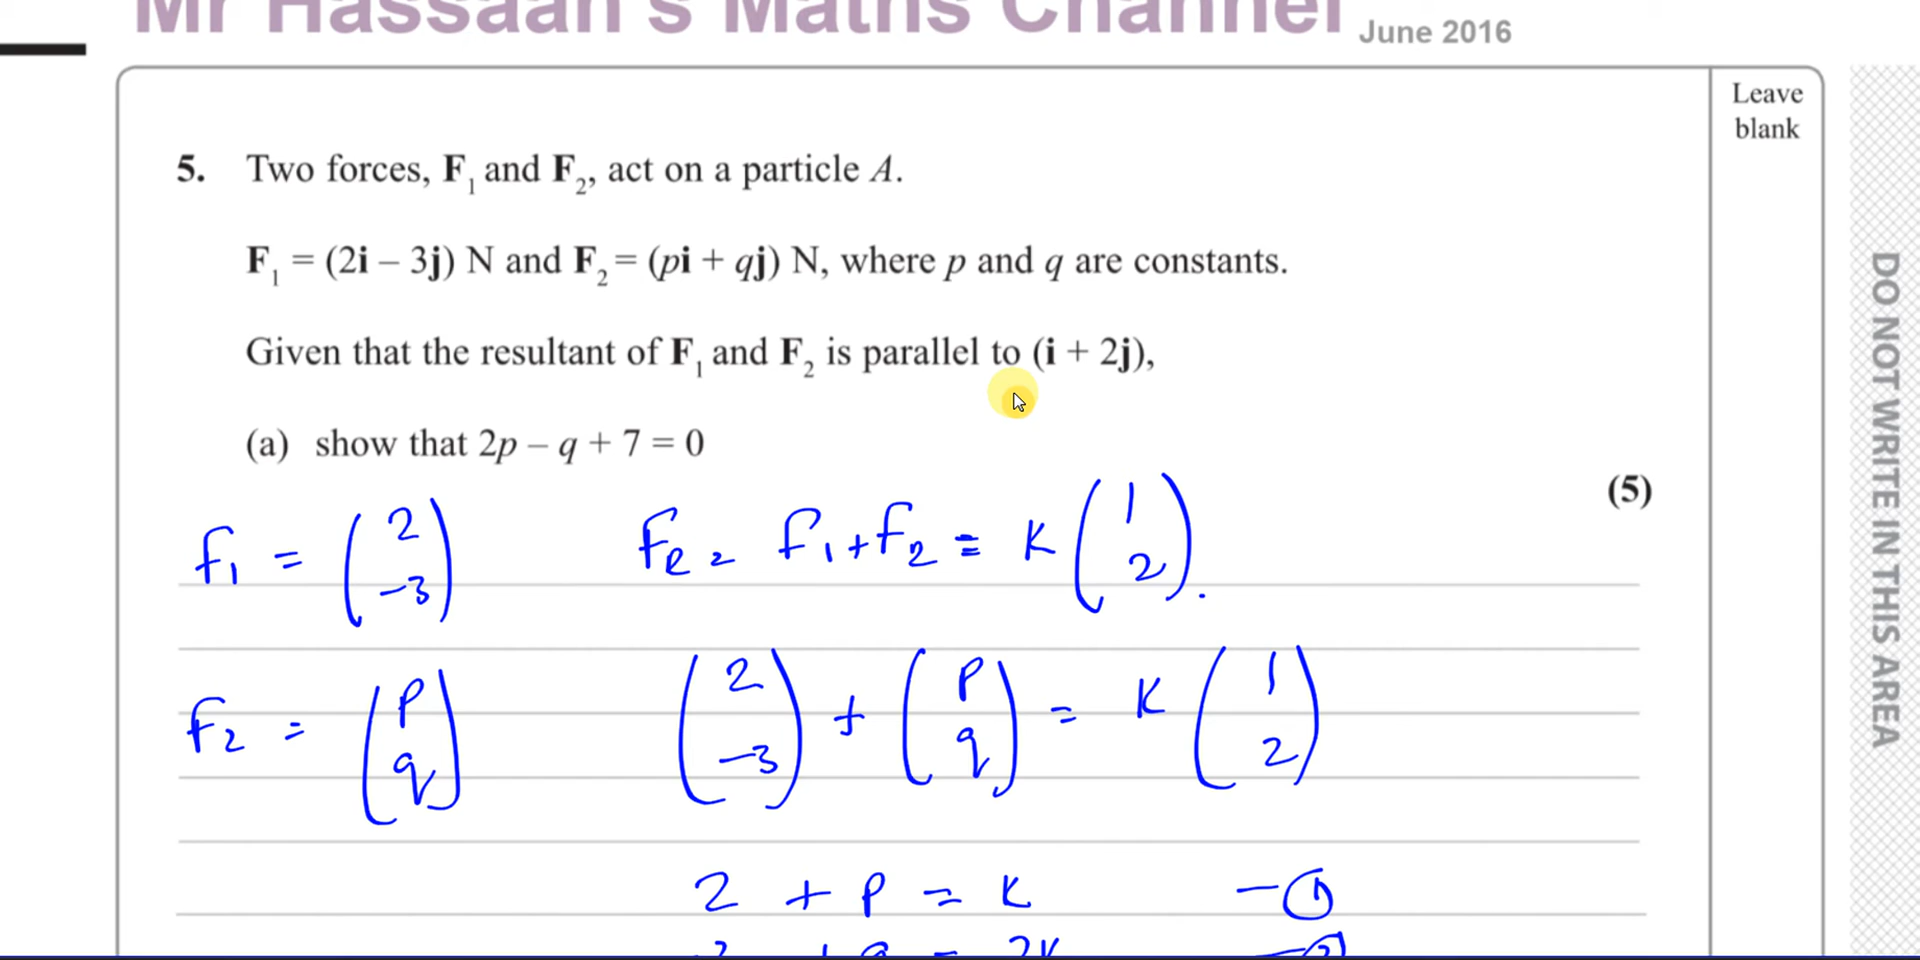 Mr Hassaan's Maths Channel
June 2016
Leave
blank
5. Two forces, F₁ and F₂, act on a particle A.
F₁ = (2i – 3j) N and F₂ = (pi + qj) N, where p and q are constants.
Given that the resultant of F₁ and F₂ is parallel to (i + 2j),
(a) show that 2p – q + 7 = 0
(5)
F₁ = (2 -3) F_R = F₁ + F₂ = K (1 2).
F₂ = (p q) (2 -3) + (p q) = K (1 2)
2 + p = K -①
+ q = 2K -②
DO NOT WRITE IN THIS AREA